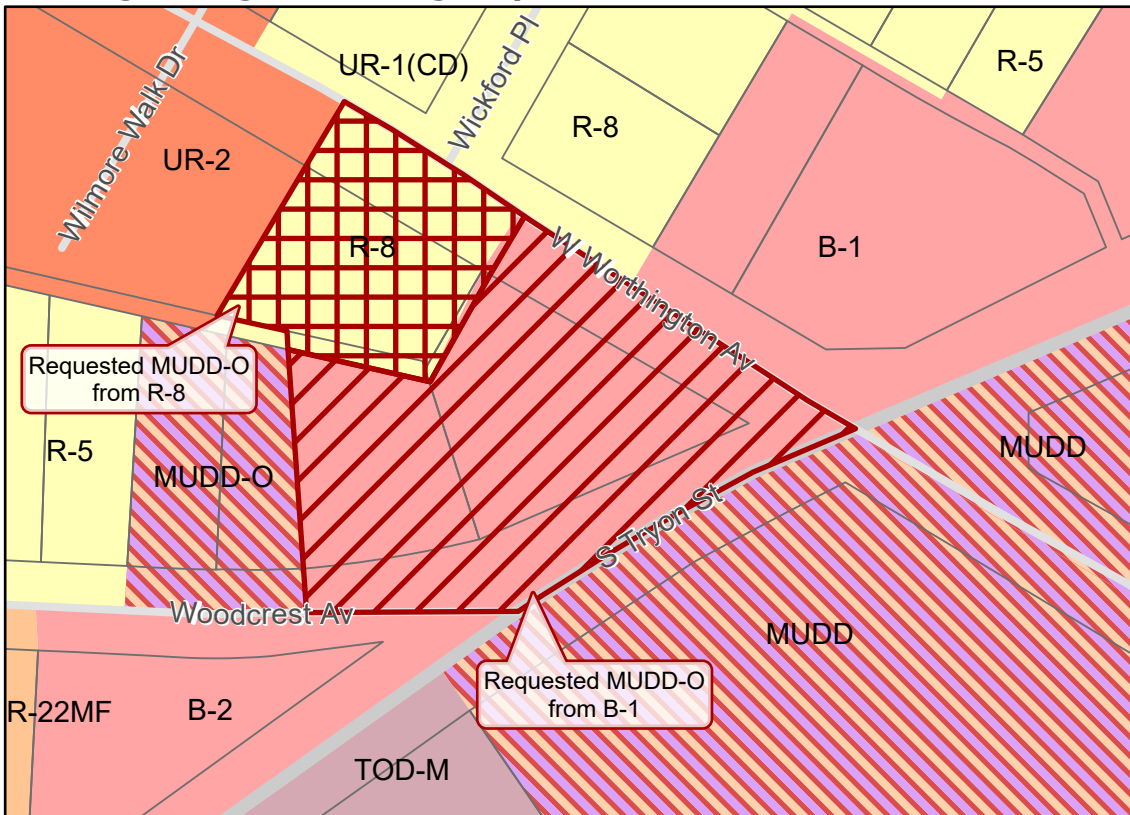 UR-1(CD)
Wickford Pl
R-5
Wilmore Walk Dr
R-8
UR-2
R-8
W Worthington Av
B-1
Requested MUDD-O
from R-8
R-5
MUDD-O
MUDD
S Tryon St
Woodcrest Av
MUDD
Requested MUDD-O
from B-1
R-22MF
B-2
TOD-M